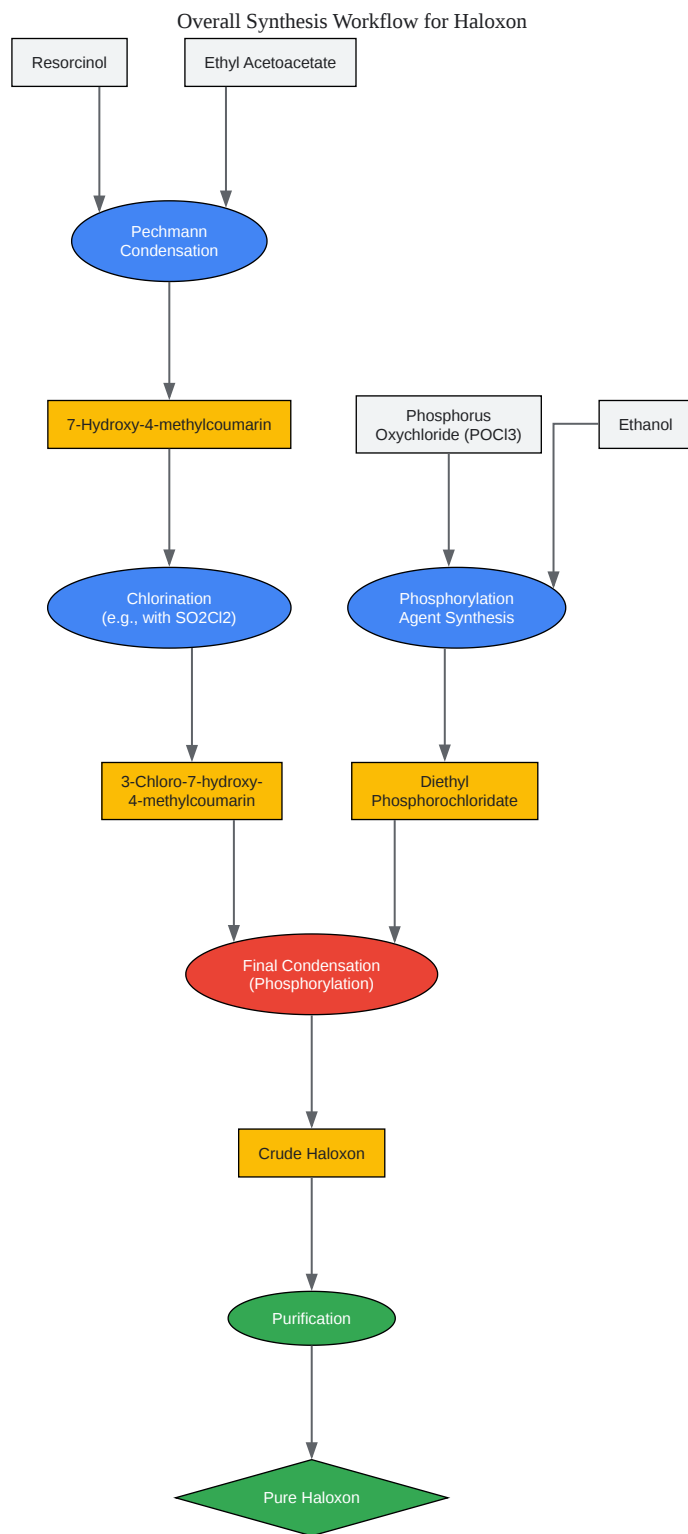 Overall Synthesis Workflow for Haloxon
Resorcinol
Ethyl Acetoacetate
Pechmann
Condensation
7-Hydroxy-4-methylcoumarin
Phosphorus
Oxychloride (POCl3)
Ethanol
Chlorination
(e.g., with SO2Cl2)
Phosphorylation
Agent Synthesis
3-Chloro-7-hydroxy-
4-methylcoumarin
Diethyl
Phosphorochloridate
Final Condensation
(Phosphorylation)
Crude Haloxon
Purification
Pure Haloxon